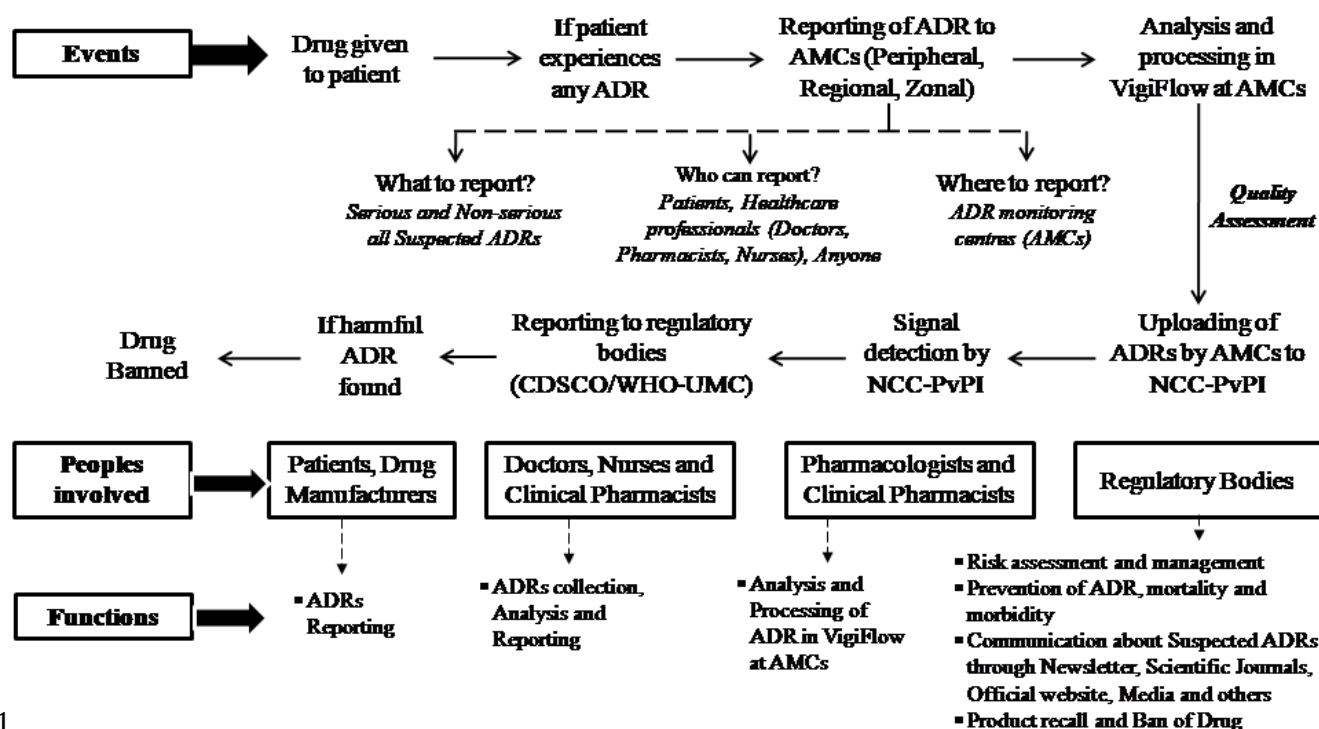 Events
Drug given
to patient
If patient
experiences
any ADR
Reporting of ADR to
AMCs (Peripheral,
Regional, Zonal)
Analysis and
processing in
VigiFlow at AMCs
What to report?
Serious and Non-serious
all Suspected ADRs
Who can report?
Patients, Healthcare
professionals (Doctors,
Pharmacists, Nurses), Anyone
Where to report?
ADR monitoring
centres (AMCs)
Quality
Assessment
Drug
Banned
If harmful
ADR
found
Reporting to regulatory
bodies
(CDSCO/WHO-UMC)
Signal
detection by
NCC-PvPI
Uploading of
ADRs by AMCs to
NCC-PvPI
Peoples
involved
Patients, Drug
Manufacturers
Doctors, Nurses and
Clinical Pharmacists
Pharmacologists and
Clinical Pharmacists
Regulatory Bodies
Functions
▪ ADRs
Reporting
▪ ADRs collection,
Analysis and
Reporting
▪ Analysis and
Processing of
ADR in VigiFlow
at AMCs
▪ Risk assessment and management
▪ Prevention of ADR, mortality and
morbidity
▪ Communication about Suspected ADRs
through Newsletter, Scientific Journals,
Official website, Media and others
▪ Product recall and Ban of Drug
1